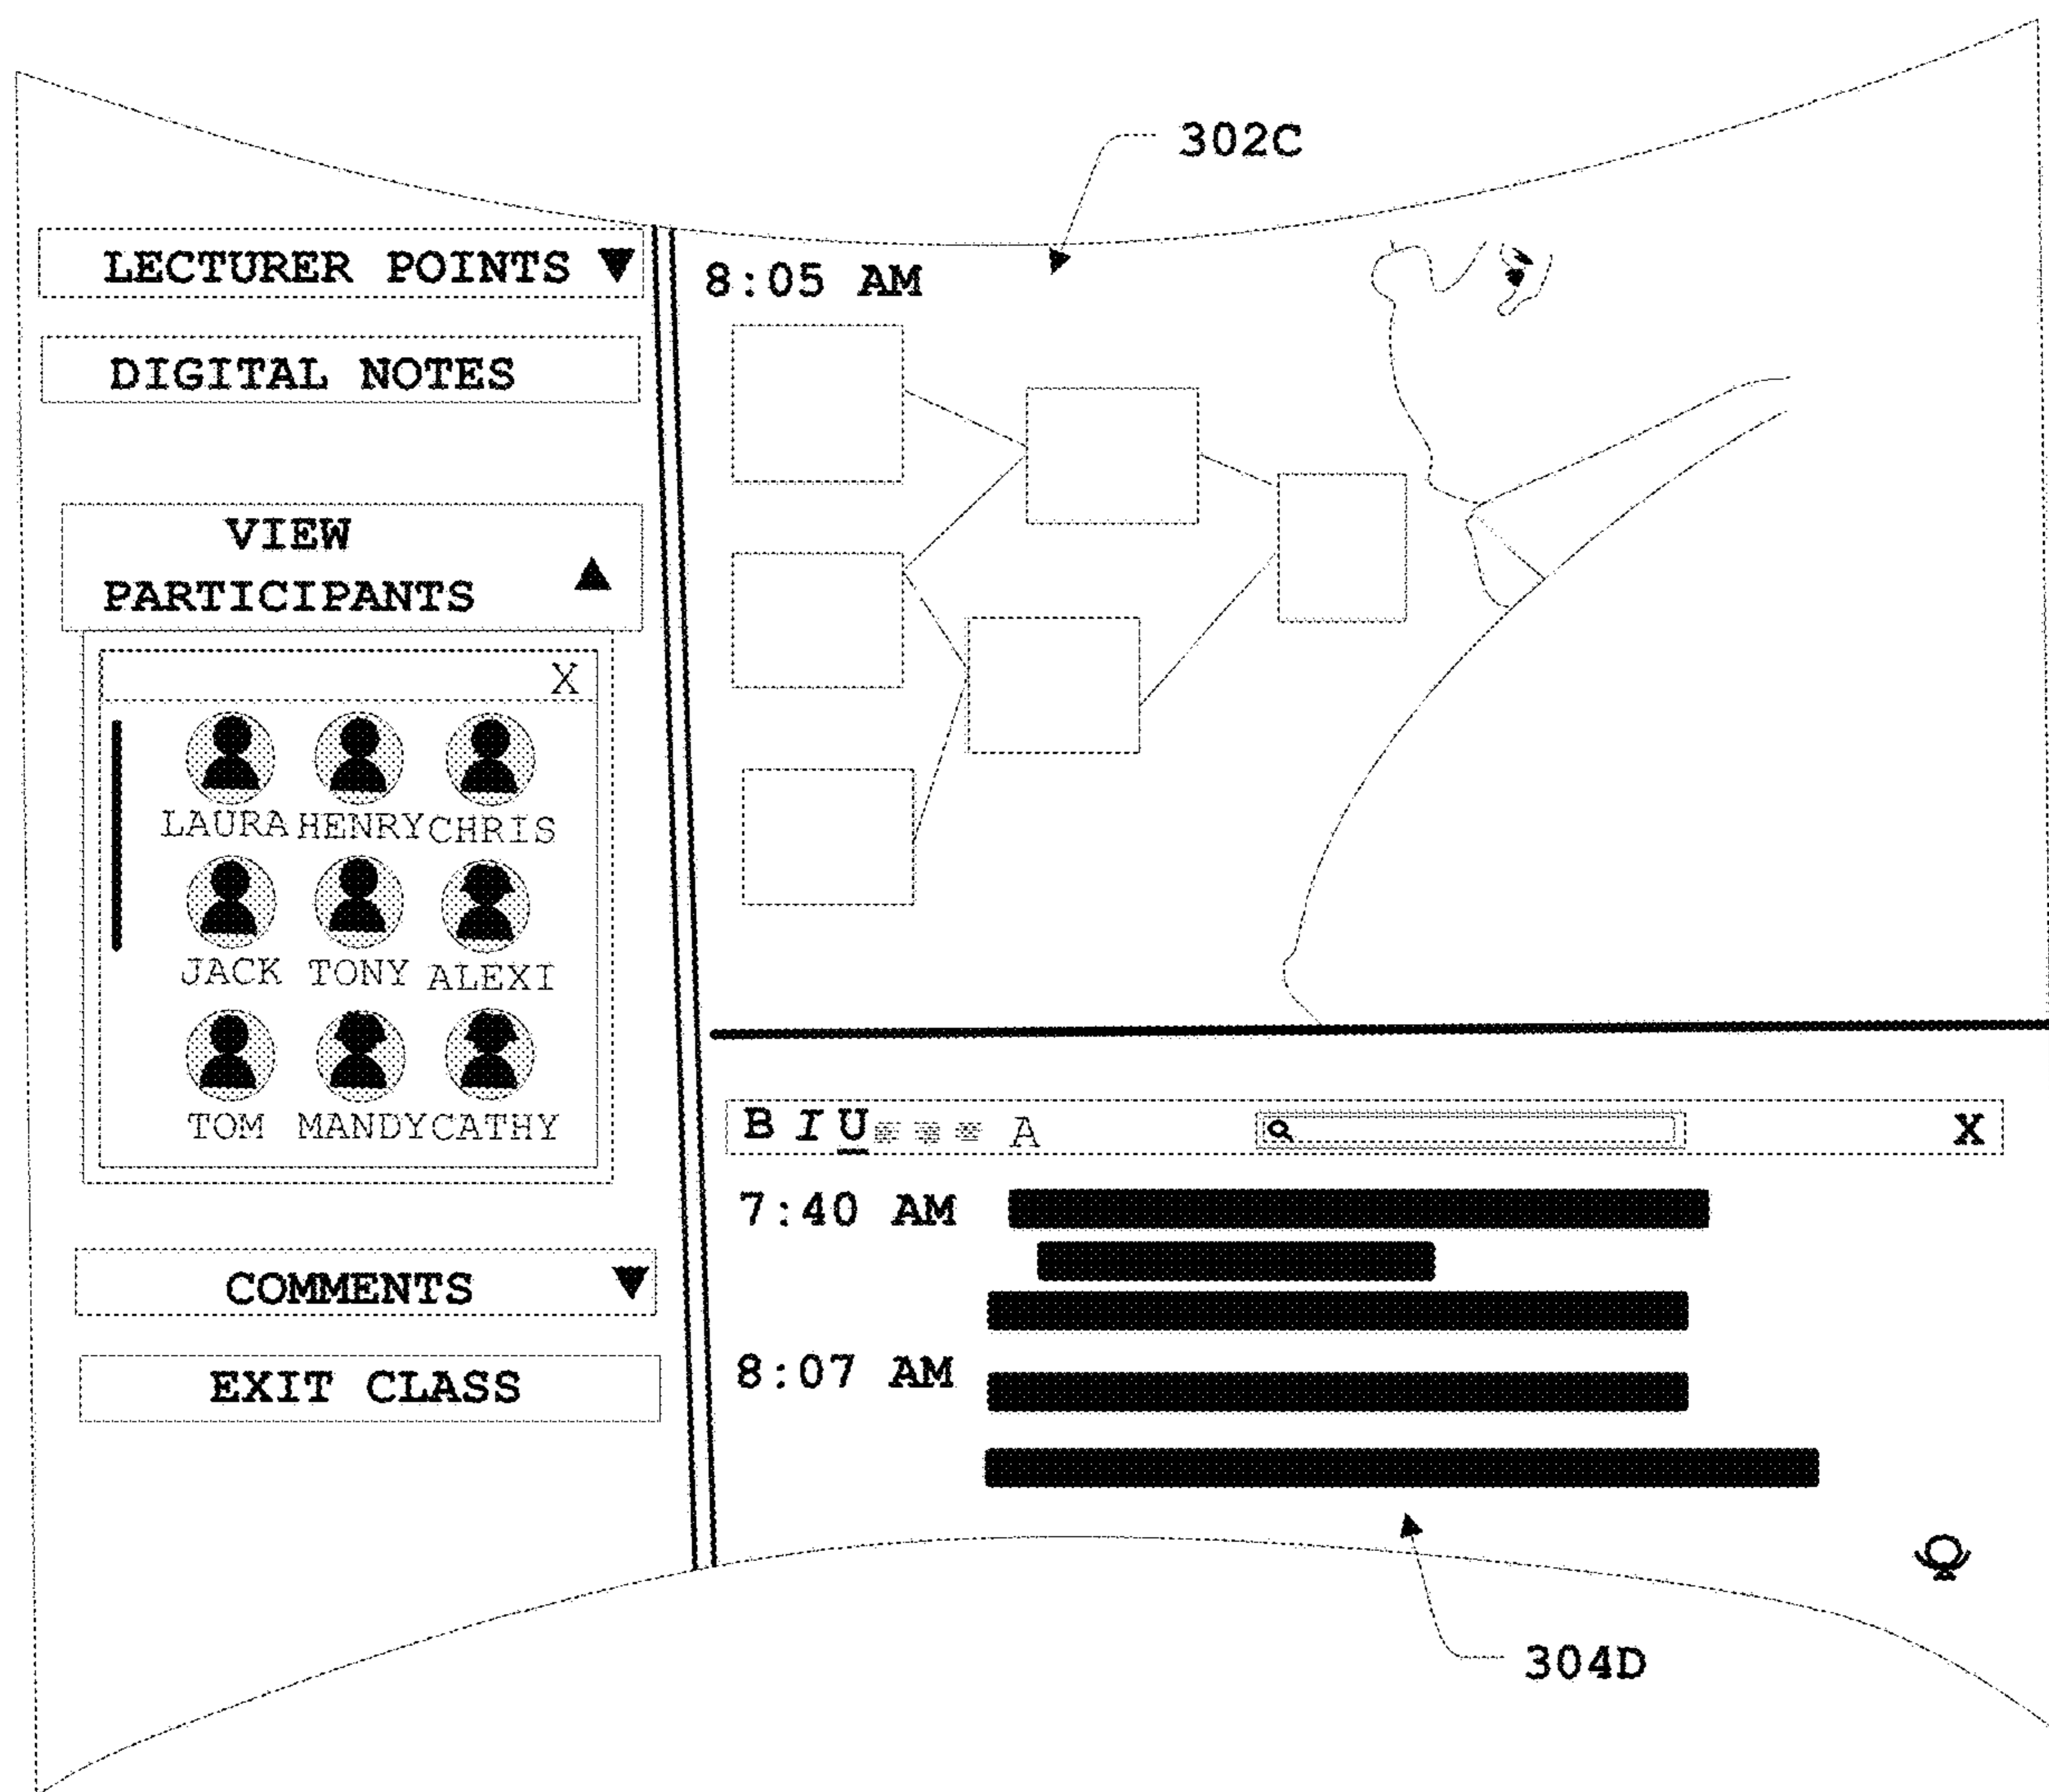 302C
LECTURER POINTS
DIGITAL NOTES
VIEW
PARTICIPANTS
X
LAURA HENRY CHRIS
JACK TONY ALEXI
TOM MANDY CATHY
COMMENTS
EXIT CLASS
8:05 AM
B I U A
X
7:40 AM
8:07 AM
304D